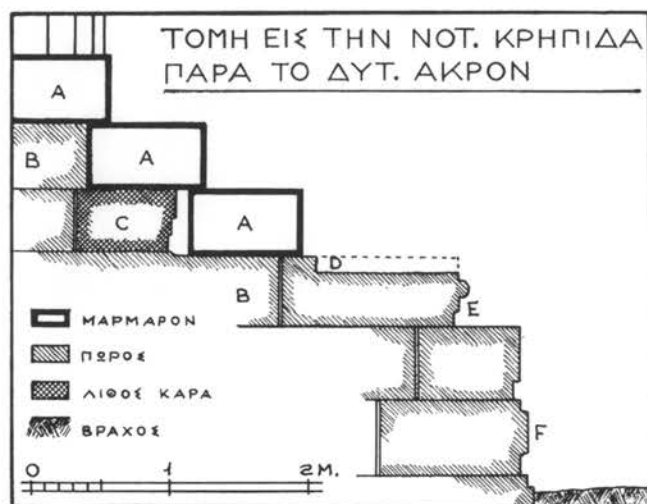 ΤΟΜΗ ΕΙΣ ΤΗΝ ΝΟΤ. ΚΡΗΠΙΔΑ
ΠΑΡΑ ΤΟ ΔΥΤ. ΑΚΡΟΝ
A
B
A
C
A
D
B
E
ΜΑΡΜΑΡΟΝ
ΠΩΡΟΣ
ΛΙΘΟΣ ΚΑΡΑ
F
ΒΡΑΧΟΣ
0 1 2 Μ.